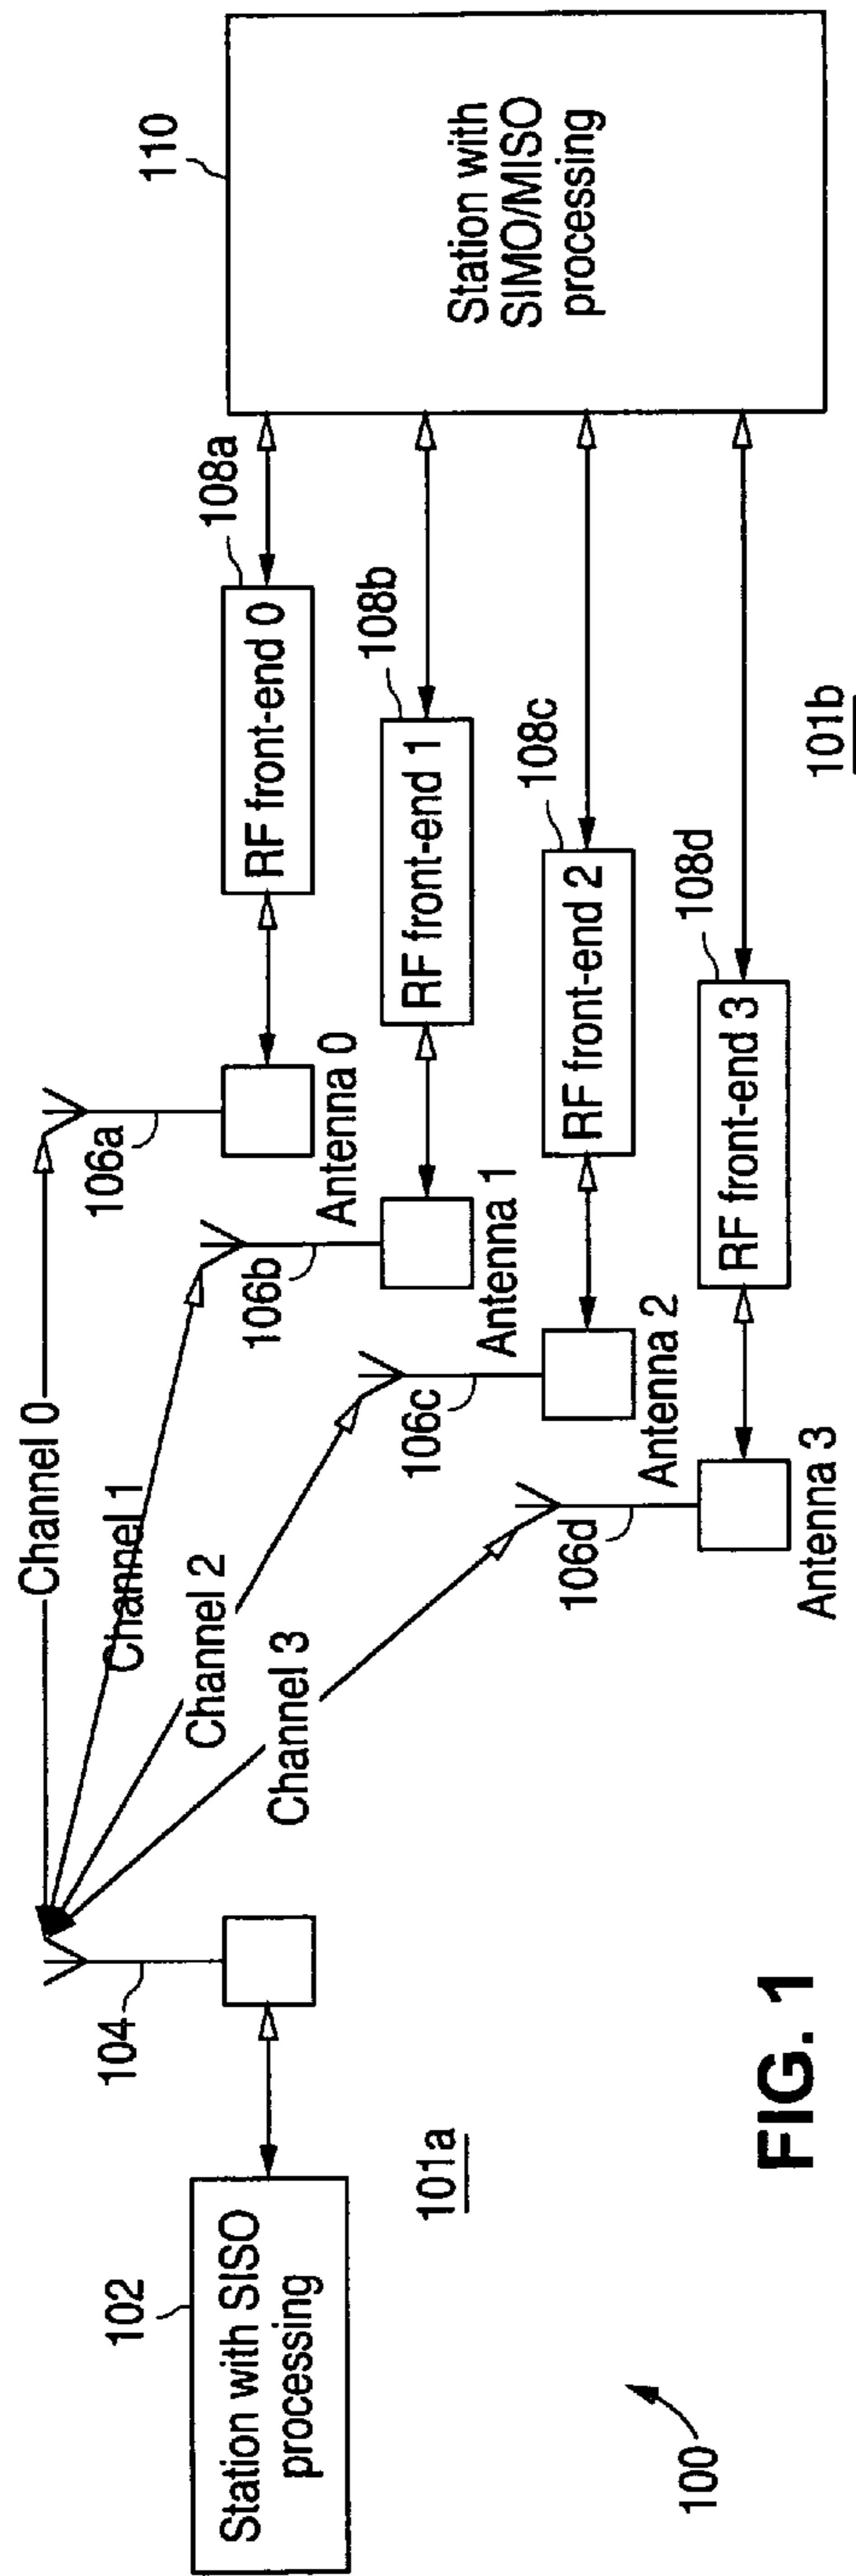 Station with SISO
processing
102
104
101a
Channel 0
Channel 1
Channel 2
Channel 3
106a
Antenna 0
106b
Antenna 1
106c
Antenna 2
106d
Antenna 3
RF front-end 0
108a
RF front-end 1
108b
RF front-end 2
108c
RF front-end 3
108d
Station with
SIMO/MISO
processing
110
101b
100
FIG. 1